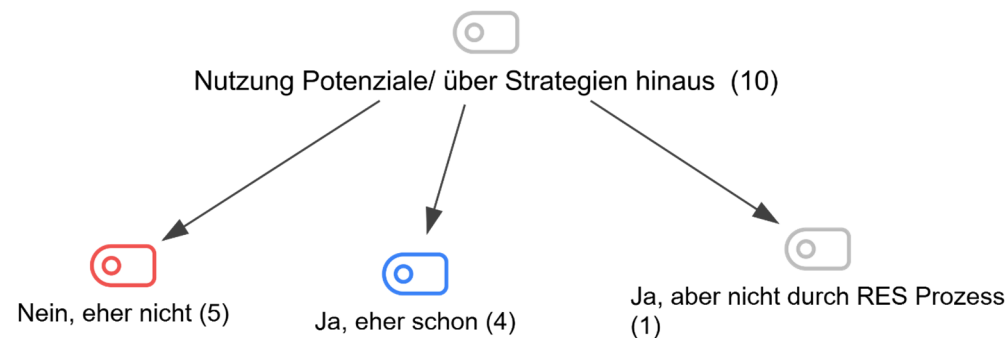 Nutzung Potenziale/ über Strategien hinaus (10)
Nein, eher nicht (5)
Ja, eher schon (4)
Ja, aber nicht durch RES Prozess
(1)